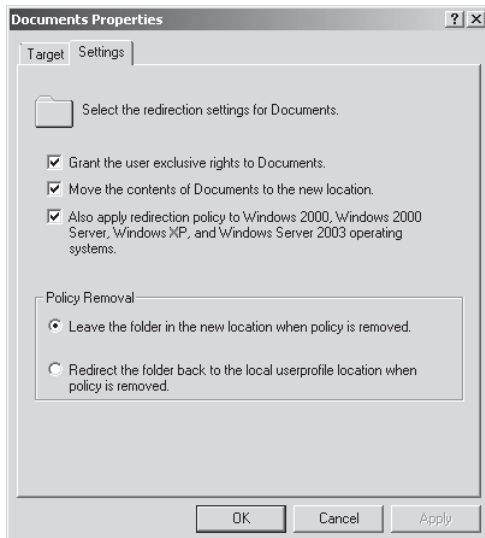 Documents Properties
Target
Settings
Select the redirection settings for Documents.
Grant the user exclusive rights to Documents.
Move the contents of Documents to the new location.
Also apply redirection policy to Windows 2000, Windows 2000
Server, Windows XP, and Windows Server 2003 operating
systems.
Policy Removal
Leave the folder in the new location when policy is removed.
Redirect the folder back to the local userprofile location when
policy is removed.
OK
Cancel
Apply